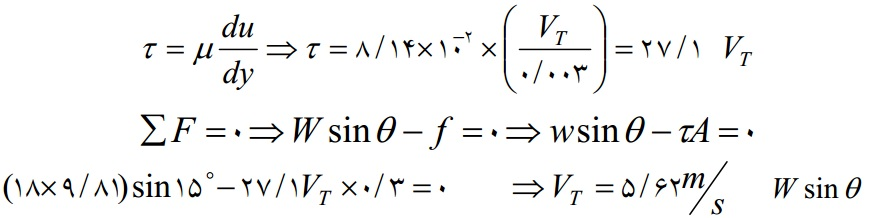 τ = μ du/dy ⇒ τ = ۸/۱۴×۱۰^-۲ × (V_T / ۰/۰۰۳) = ۲۷/۱ V_T
∑F = ۰ ⇒ W sin θ − f = ۰ ⇒ w sin θ − τA = ۰
(۱۸×۹/۸۱) sin ۱۵° − ۲۷/۱V_T × ۰/۳ = ۰ ⇒ V_T = ۵/۶۲ m/s W sin θ